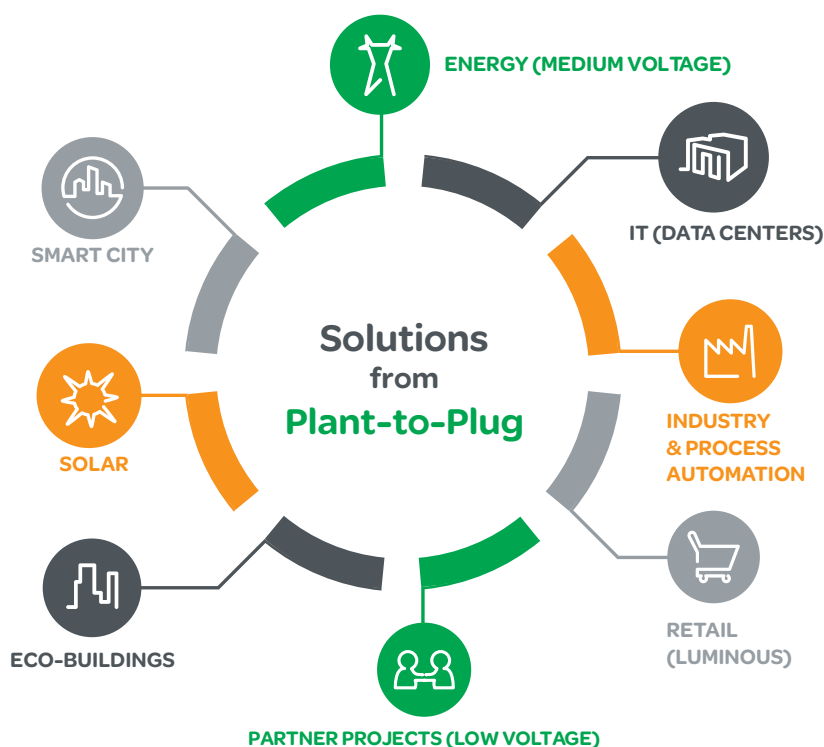 ENERGY (MEDIUM VOLTAGE)
IT (DATA CENTERS)
SMART CITY
Solutions
from
Plant-to-Plug
INDUSTRY
& PROCESS
AUTOMATION
SOLAR
RETAIL
(LUMINOUS)
ECO-BUILDINGS
PARTNER PROJECTS (LOW VOLTAGE)